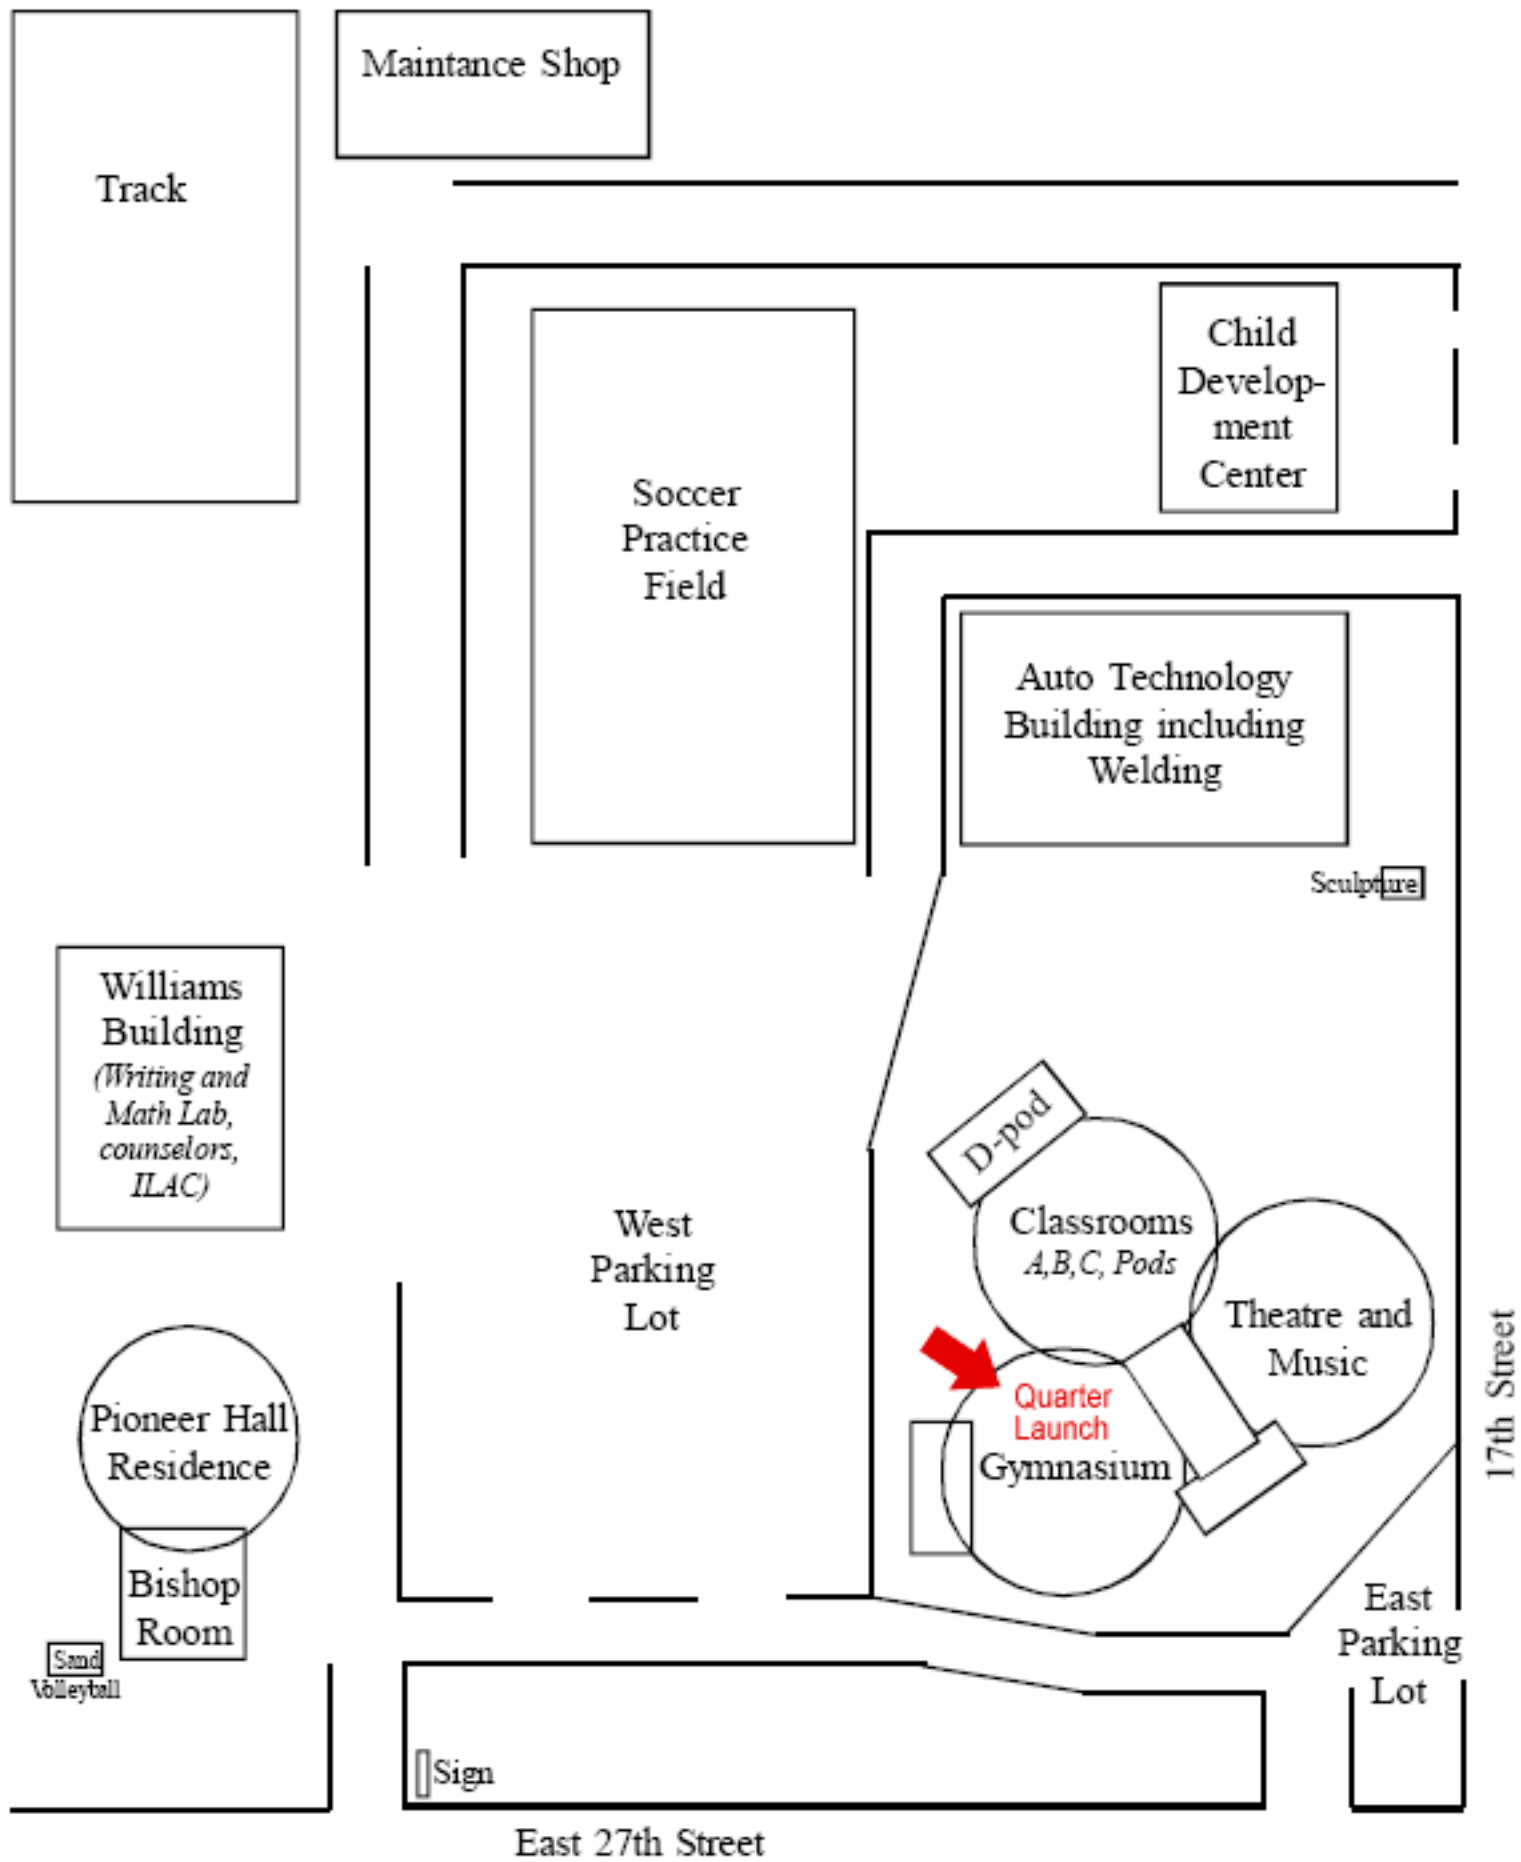 Maintance Shop
Track
Child
Develop-
ment
Center
Soccer
Practice
Field
Auto Technology
Building including
Welding
Sculpture
Williams
Building
(Writing and
Math Lab,
counselors,
ILAC)
D-pod
Classrooms
A,B,C, Pods
West
Parking
Lot
Theatre and
Music
17th Street
Quarter
Launch
Gymnasium
Pioneer Hall
Residence
Bishop
Room
Sand
Volleyball
East
Parking
Lot
Sign
East 27th Street